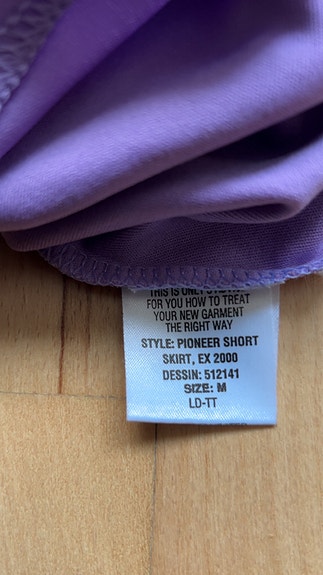 THIS IS ONLY
FOR YOU HOW TO TREAT
YOUR NEW GARMENT
THE RIGHT WAY
STYLE: PIONEER SHORT
SKIRT, EX 2000
DESSIN: 512141
SIZE: M
LD-TT